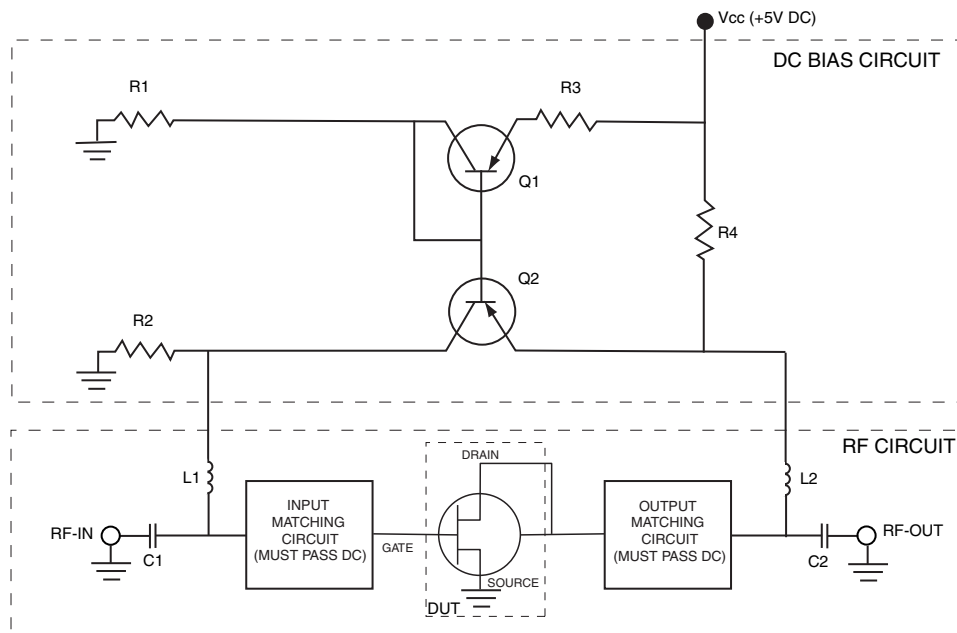 Vcc (+5V DC)
DC BIAS CIRCUIT
R1
R3
Q1
R4
Q2
R2
RF CIRCUIT
DRAIN
L1
L2
INPUT
MATCHING
CIRCUIT
(MUST PASS DC)
OUTPUT
MATCHING
CIRCUIT
(MUST PASS DC)
RF-IN
RF-OUT
C1
GATE
C2
SOURCE
DUT